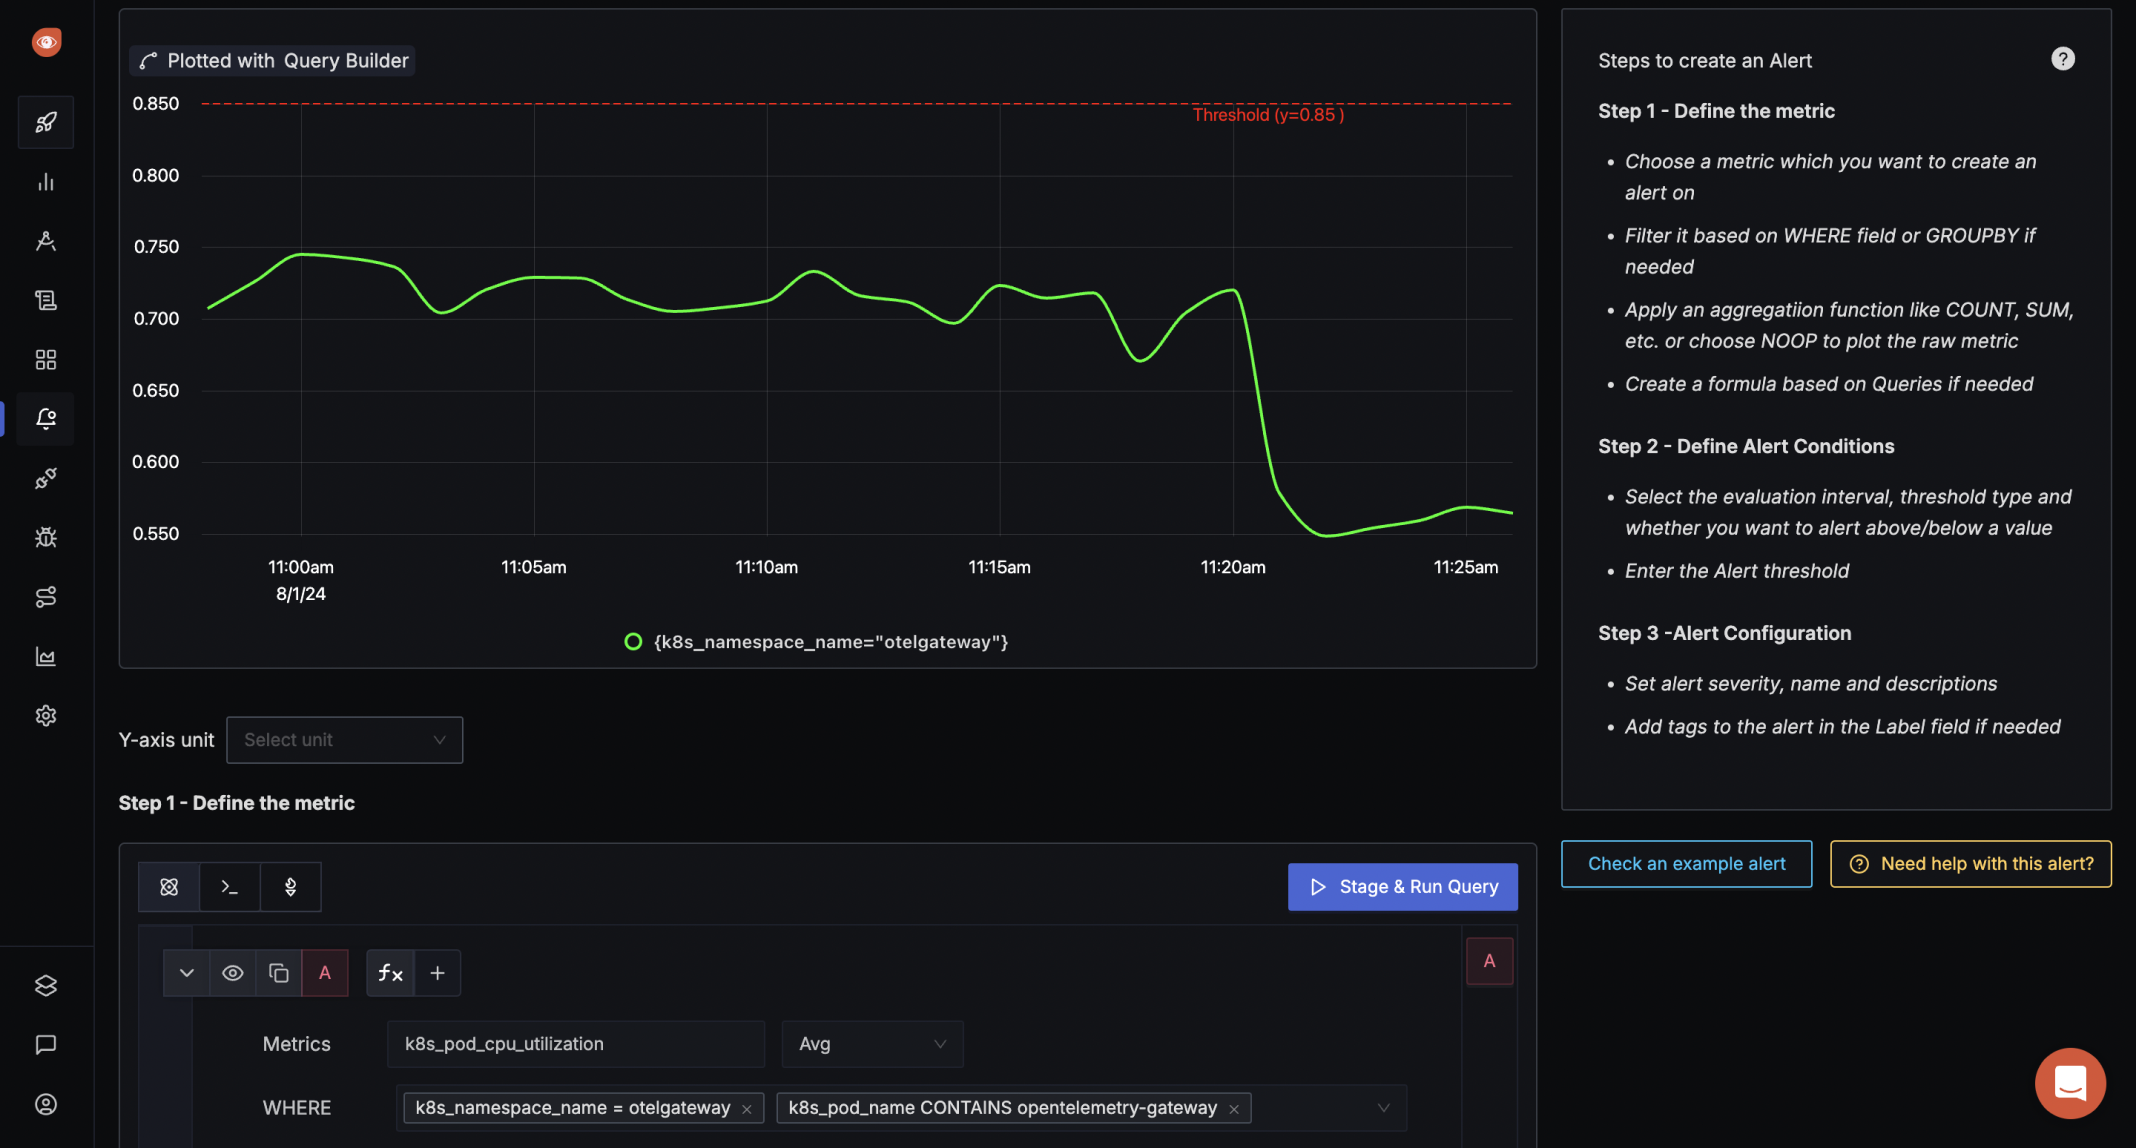 Plotted with Query Builder
0.850
Threshold (y=0.85 )
0.800
0.750
0.700
0.650
0.600
0.550
11:00am 11:05am 11:10am 11:15am 11:20am 11:25am
8/1/24
{k8s_namespace_name="otelgateway"}
Y-axis unit Select unit
Step 1 - Define the metric
>_
Stage & Run Query
A
fx
+
A
Metrics k8s_pod_cpu_utilization Avg
WHERE k8s_namespace_name = otelgateway × k8s_pod_name CONTAINS opentelemetry-gateway ×
Steps to create an Alert
?
Step 1 - Define the metric
• Choose a metric which you want to create an
alert on
• Filter it based on WHERE field or GROUPBY if
needed
• Apply an aggregatiion function like COUNT, SUM,
etc. or choose NOOP to plot the raw metric
• Create a formula based on Queries if needed
Step 2 - Define Alert Conditions
• Select the evaluation interval, threshold type and
whether you want to alert above/below a value
• Enter the Alert threshold
Step 3 -Alert Configuration
• Set alert severity, name and descriptions
• Add tags to the alert in the Label field if needed
Check an example alert
? Need help with this alert?